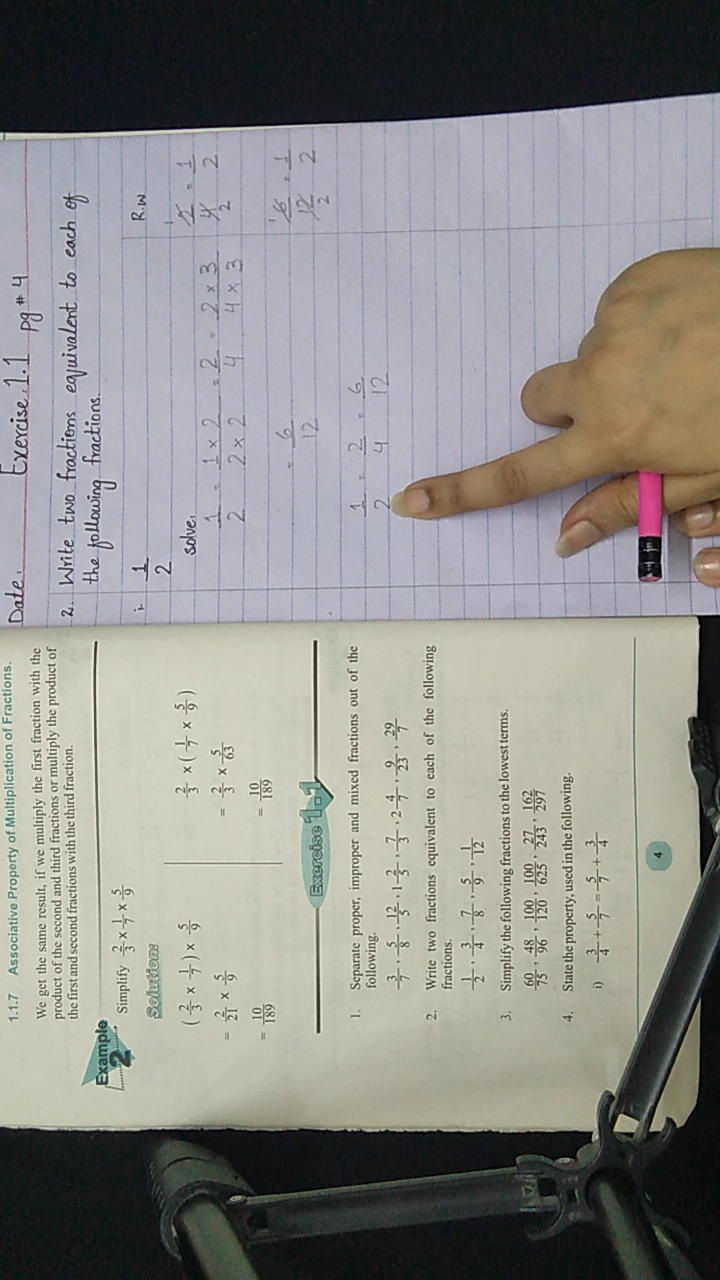 1.1.7 Associative Property of Multiplication of Fractions.
We get the same result, if we multiply the first fraction with the
product of the second and third fractions or multiply the product of
the first and second fractions with the third fraction.
Example 2
Simplify 2/3 × 1/7 × 5/9
Solution:
(2/3 × 1/7) × 5/9
= 2/21 × 5/9
= 10/189
2/3 × (1/7 × 5/9)
= 2/3 × 5/63
= 10/189
Exercise 1.1
1. Separate proper, improper and mixed fractions out of the
following.
3/7, 5/8, 12/5, 1 2/3, 7/3, 2 4/7, 9/23, 29/7
2. Write two fractions equivalent to each of the following
fractions.
1/2, 3/4, 7/8, 5/9, 1/12
3. Simplify the following fractions to the lowest terms.
60/75, 48/96, 100/120, 100/625, 27/243, 162/297
4. State the property, used in the following.
i) 3/4 + 5/7 = 5/7 + 3/4
4
Date:
Exercise:1.1 pg # 4
2. Write two fractions equivalent to each of
the following fractions.
i- 1/2
R.W
solve:
1/2 = 1×2/2×2 = 2/4 = 2×3/4×3
= 6/12
1/2 = 2/4 = 6/12
2/4 = 1/2
1
2
6/12 = 1/2
1
2